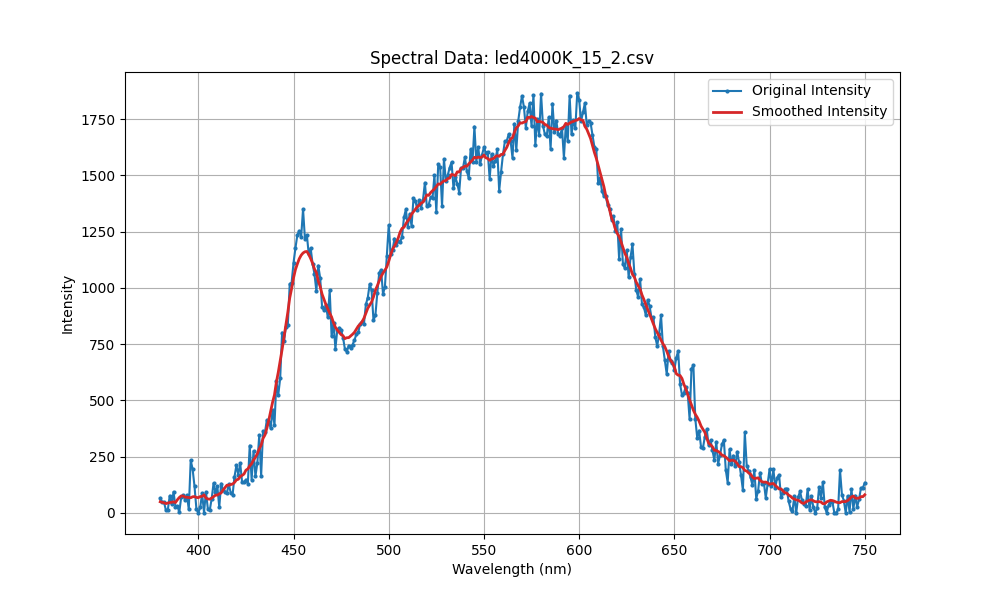 Spectral Data: led4000K_15_2.csv
Original Intensity
Smoothed Intensity
1750
1500
1250
1000
750
500
250
0
Intensity
400 450 500 550 600 650 700 750
Wavelength (nm)